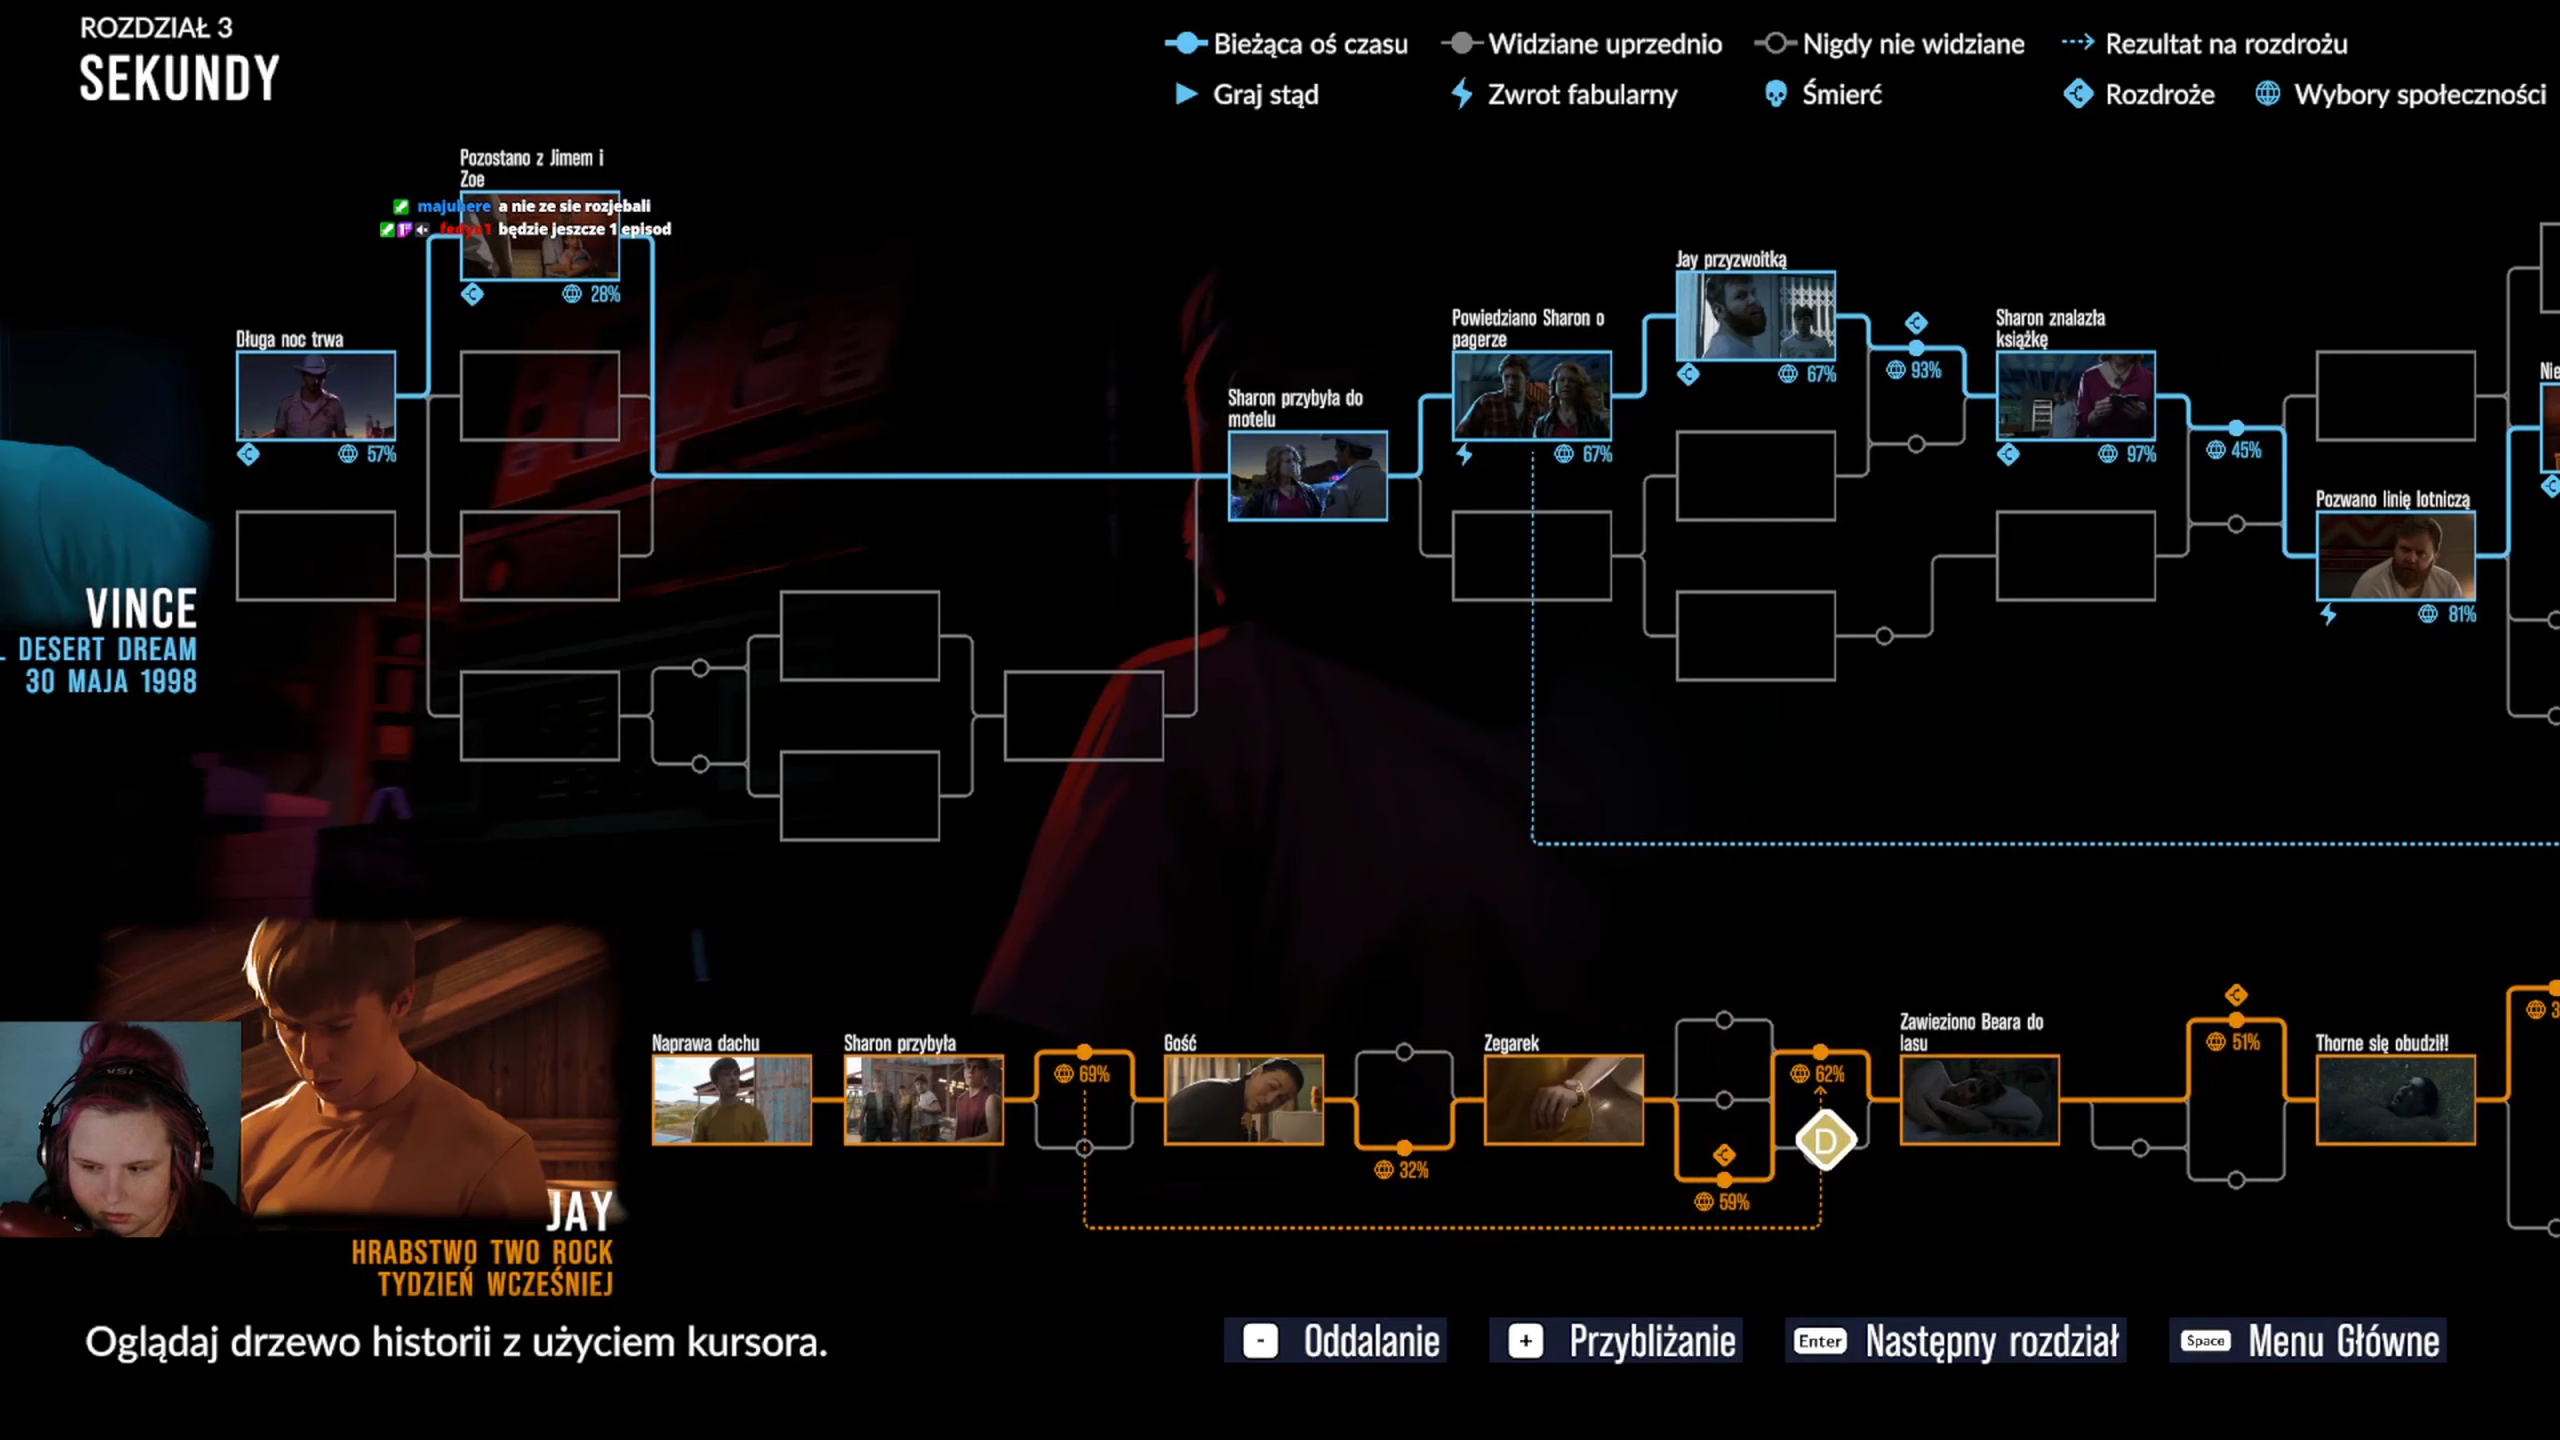 ROZDZIAŁ 3
SEKUNDY
Bieżąca oś czasu
Widziane uprzednio
Nigdy nie widziane
Rezultat na rozdrożu
Graj stąd
Zwrot fabularny
Śmierć
Rozdroże
Wybory społeczności
Pozostano z Jimem i
Zoe
majuhere a nie ze sie rozjebali
będzie jeszcze 1 episod
28%
Długa noc trwa
57%
Sharon przybyła do
motelu
Powiedziano Sharon o
pagerze
67%
Jay przyzwoitką
67%
93%
Sharon znalazła
książkę
97%
45%
Nie
Pozwano linię lotniczą
81%
VINCE
DESERT DREAM
30 MAJA 1998
Naprawa dachu
Sharon przybyła
69%
Gość
32%
Zegarek
59%
62%
D
Zawieziono Beara do
lasu
51%
Thorne się obudził!
3
VSI
JAY
HRABSTWO TWO ROCK
TYDZIEŃ WCZEŚNIEJ
Oglądaj drzewo historii z użyciem kursora.
- Oddalanie
+ Przybliżanie
Enter Następny rozdział
Space Menu Główne